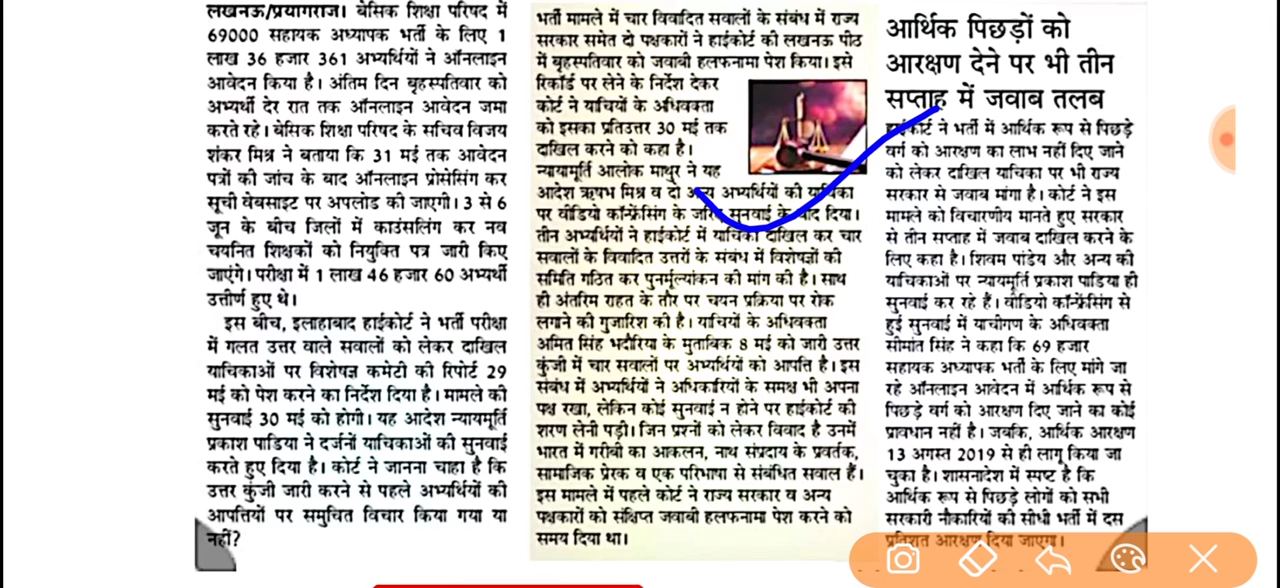 लखनऊ/प्रयागराज। बेसिक शिक्षा परिषद में
69000 सहायक अध्यापक भर्ती के लिए 1
लाख 36 हजार 361 अभ्यर्थियों ने ऑनलाइन
आवेदन किया है। अंतिम दिन बृहस्पतिवार को
अभ्यर्थी देर रात तक ऑनलाइन आवेदन जमा
करते रहे। बेसिक शिक्षा परिषद के सचिव विजय
शंकर मिश्र ने बताया कि 31 मई तक आवेदन
पत्रों की जांच के बाद ऑनलाइन प्रोसेसिंग कर
सूची वेबसाइट पर अपलोड की जाएगी। 3 से 6
जून के बीच जिलों में काउंसलिंग कर नव
चयनित शिक्षकों को नियुक्ति पत्र जारी किए
जाएंगे। परीक्षा में 1 लाख 46 हजार 60 अभ्यर्थी
उत्तीर्ण हुए थे।
इस बीच, इलाहाबाद हाईकोर्ट ने भर्ती परीक्षा
में गलत उत्तर वाले सवालों को लेकर दाखिल
याचिकाओं पर विशेषज्ञ कमेटी की रिपोर्ट 29
मई को पेश करने का निर्देश दिया है। मामले की
सुनवाई 30 मई को होगी। यह आदेश न्यायमूर्ति
प्रकाश पाडिया ने दर्जनों याचिकाओं की सुनवाई
करते हुए दिया है। कोर्ट ने जानना चाहा है कि
उत्तर कुंजी जारी करने से पहले अभ्यर्थियों की
आपत्तियों पर समुचित विचार किया गया या
नहीं?
भर्ती मामले में चार विवादित सवालों के संबंध में राज्य
सरकार समेत दो पक्षकारों ने हाईकोर्ट की लखनऊ पीठ
में बृहस्पतिवार को जवाबी हलफनामा पेश किया। इसे
रिकॉर्ड पर लेने के निर्देश देकर
कोर्ट ने याचियों के अधिवक्ता
को इसका प्रतिउत्तर 30 मई तक
दाखिल करने को कहा है।
न्यायामूर्ति आलोक माथुर ने यह
आदेश ऋषभ मिश्र व दो अन्य अभ्यर्थियों की याचिका
पर वीडियो कॉन्फ्रेंसिंग के जरिए सुनवाई के बाद दिया।
तीन अभ्यर्थियों ने हाईकोर्ट में याचिका दाखिल कर चार
सवालों के विवादित उत्तरों के संबंध में विशेषज्ञों की
समिति गठित कर पुनर्मूल्यांकन की मांग की है। साथ
ही अंतरिम राहत के तौर पर चयन प्रक्रिया पर रोक
लगाने की गुजारिश की है। याचियों के अधिवक्ता
अमित सिंह भदौरिया के मुताबिक 8 मई को जारी उत्तर
कुंजी में चार सवालों पर अभ्यर्थियों को आपति है। इस
संबंध में अभ्यर्थियों ने अधिकारियों के समक्ष भी अपना
पक्ष रखा, लेकिन कोई सुनवाई न होने पर हाईकोर्ट की
शरण लेनी पड़ी। जिन प्रश्नों को लेकर विवाद है उनमें
भारत में गरीबी का आकलन, नाथ संप्रदाय के प्रवर्तक,
सामाजिक प्रेरक व एक परिभाषा से संबंधित सवाल हैं।
इस मामले में पहले कोर्ट ने राज्य सरकार व अन्य
पक्षकारों को संक्षिप्त जवाबी हलफनामा पेश करने को
समय दिया था।
आर्थिक पिछड़ों को
आरक्षण देने पर भी तीन
सप्ताह में जवाब तलब
हाईकोर्ट ने भर्ती में आर्थिक रूप से पिछड़े
वर्ग को आरक्षण का लाभ नहीं दिए जाने
को लेकर दाखिल याचिका पर भी राज्य
सरकार से जवाब मांगा है। कोर्ट ने इस
मामले को विचारणीय मानते हुए सरकार
से तीन सप्ताह में जवाब दाखिल करने के
लिए कहा है। शिवम पांडेय और अन्य की
याचिकाओं पर न्यायमूर्ति प्रकाश पाडिया ही
सुनवाई कर रहे हैं। वीडियो कॉन्फ्रेंसिंग से
हुई सुनवाई में याचीगण के अधिवक्ता
सीमांत सिंह ने कहा कि 69 हजार
सहायक अध्यापक भर्ती के लिए मांगे जा
रहे ऑनलाइन आवेदन में आर्थिक रूप से
पिछड़े वर्ग को आरक्षण दिए जाने का कोई
प्रावधान नहीं है। जबकि, आर्थिक आरक्षण
13 अगस्त 2019 से ही लागू किया जा
चुका है। शासनादेश में स्पष्ट है कि
आर्थिक रूप से पिछड़े लोगों को सभी
सरकारी नौकारियों की सीधी भर्ती में दस
प्रतिशत आरक्षण दिया जाएगा।